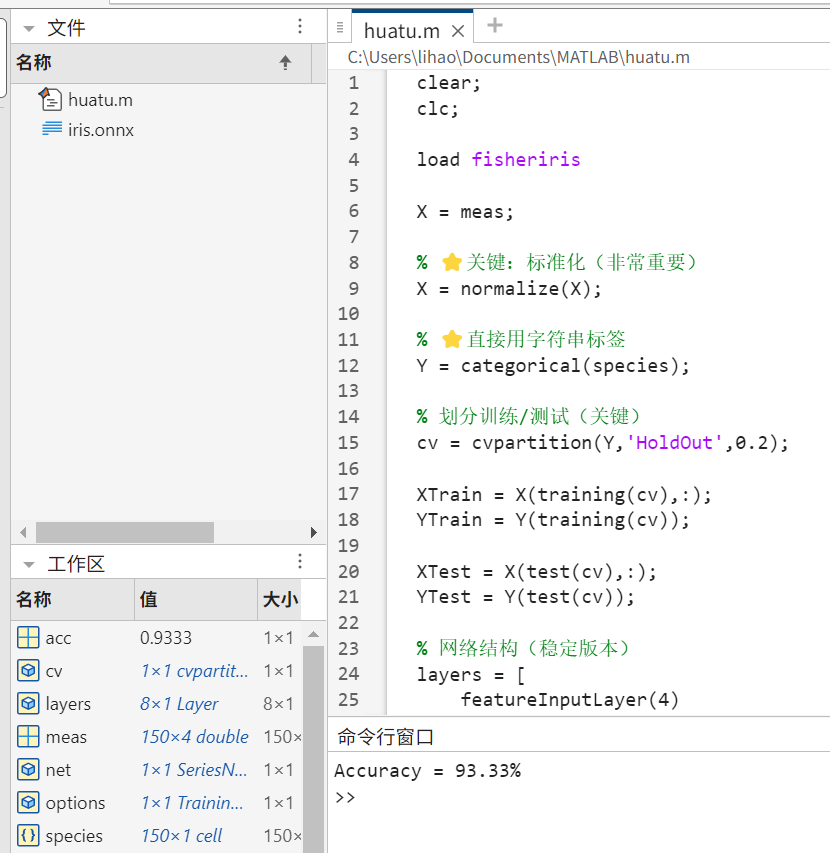 文件
名称
huatu.m
iris.onnx
工作区
名称 值 大小
acc 0.9333 1×1
cv 1×1 cvpartit... 1×1
layers 8×1 Layer 8×1
meas 150×4 double 150×
net 1×1 SeriesN... 1×1
options 1×1 Trainin... 1×1
species 150×1 cell 150×
huatu.m
C:\Users\lihao\Documents\MATLAB\huatu.m
1 clear;
2 clc;
3
4 load fisheriris
5
6 X = meas;
7
8 % ⭐关键：标准化（非常重要）
9 X = normalize(X);
10
11 % ⭐直接用字符串标签
12 Y = categorical(species);
13
14 % 划分训练/测试（关键）
15 cv = cvpartition(Y,'HoldOut',0.2);
16
17 XTrain = X(training(cv),:);
18 YTrain = Y(training(cv));
19
20 XTest = X(test(cv),:);
21 YTest = Y(test(cv));
22
23 % 网络结构（稳定版本）
24 layers = [
25 featureInputLayer(4)
命令行窗口
Accuracy = 93.33%
>>